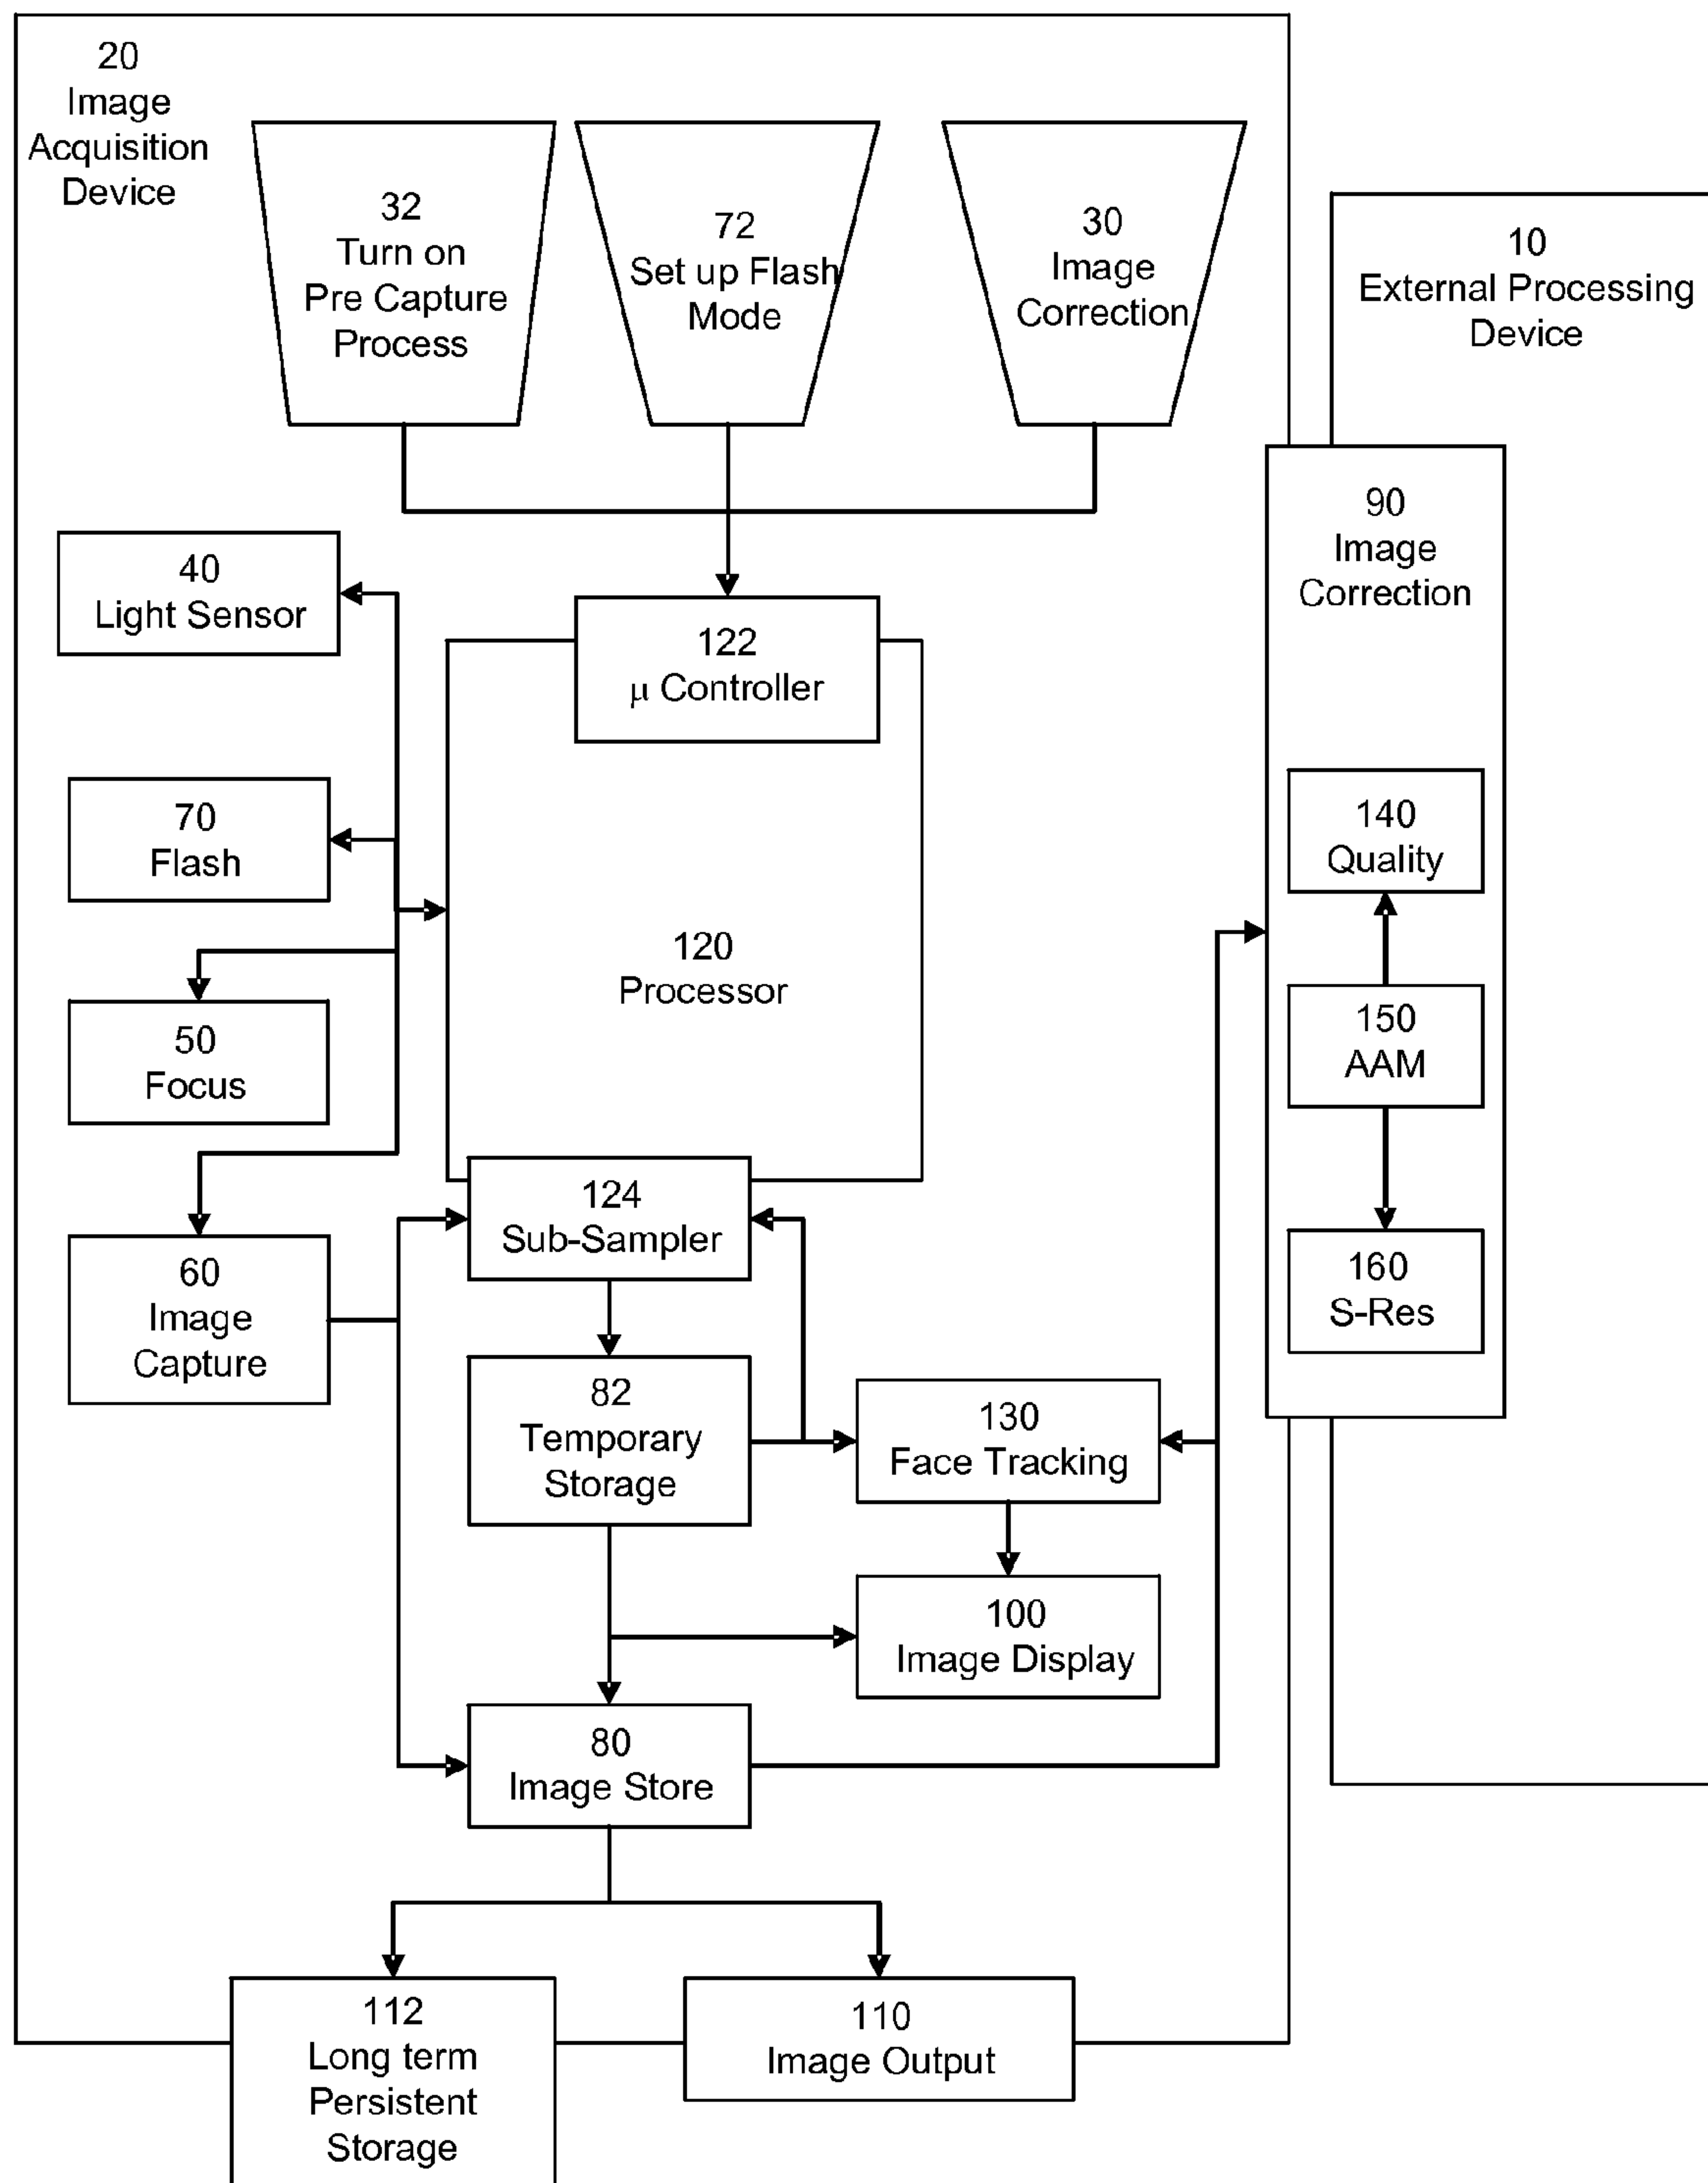 20
Image
Acquisition
Device
32
Turn on
Pre Capture
Process
72
Set up Flash
Mode
30
Image
Correction
10
External Processing
Device
90
Image
Correction
40
Light Sensor
122
μ Controller
70
Flash
140
Quality
120
Processor
50
Focus
150
AAM
124
Sub-Sampler
60
Image
Capture
160
S-Res
82
Temporary
Storage
130
Face Tracking
100
Image Display
80
Image Store
112
Long term
Persistent
Storage
110
Image Output